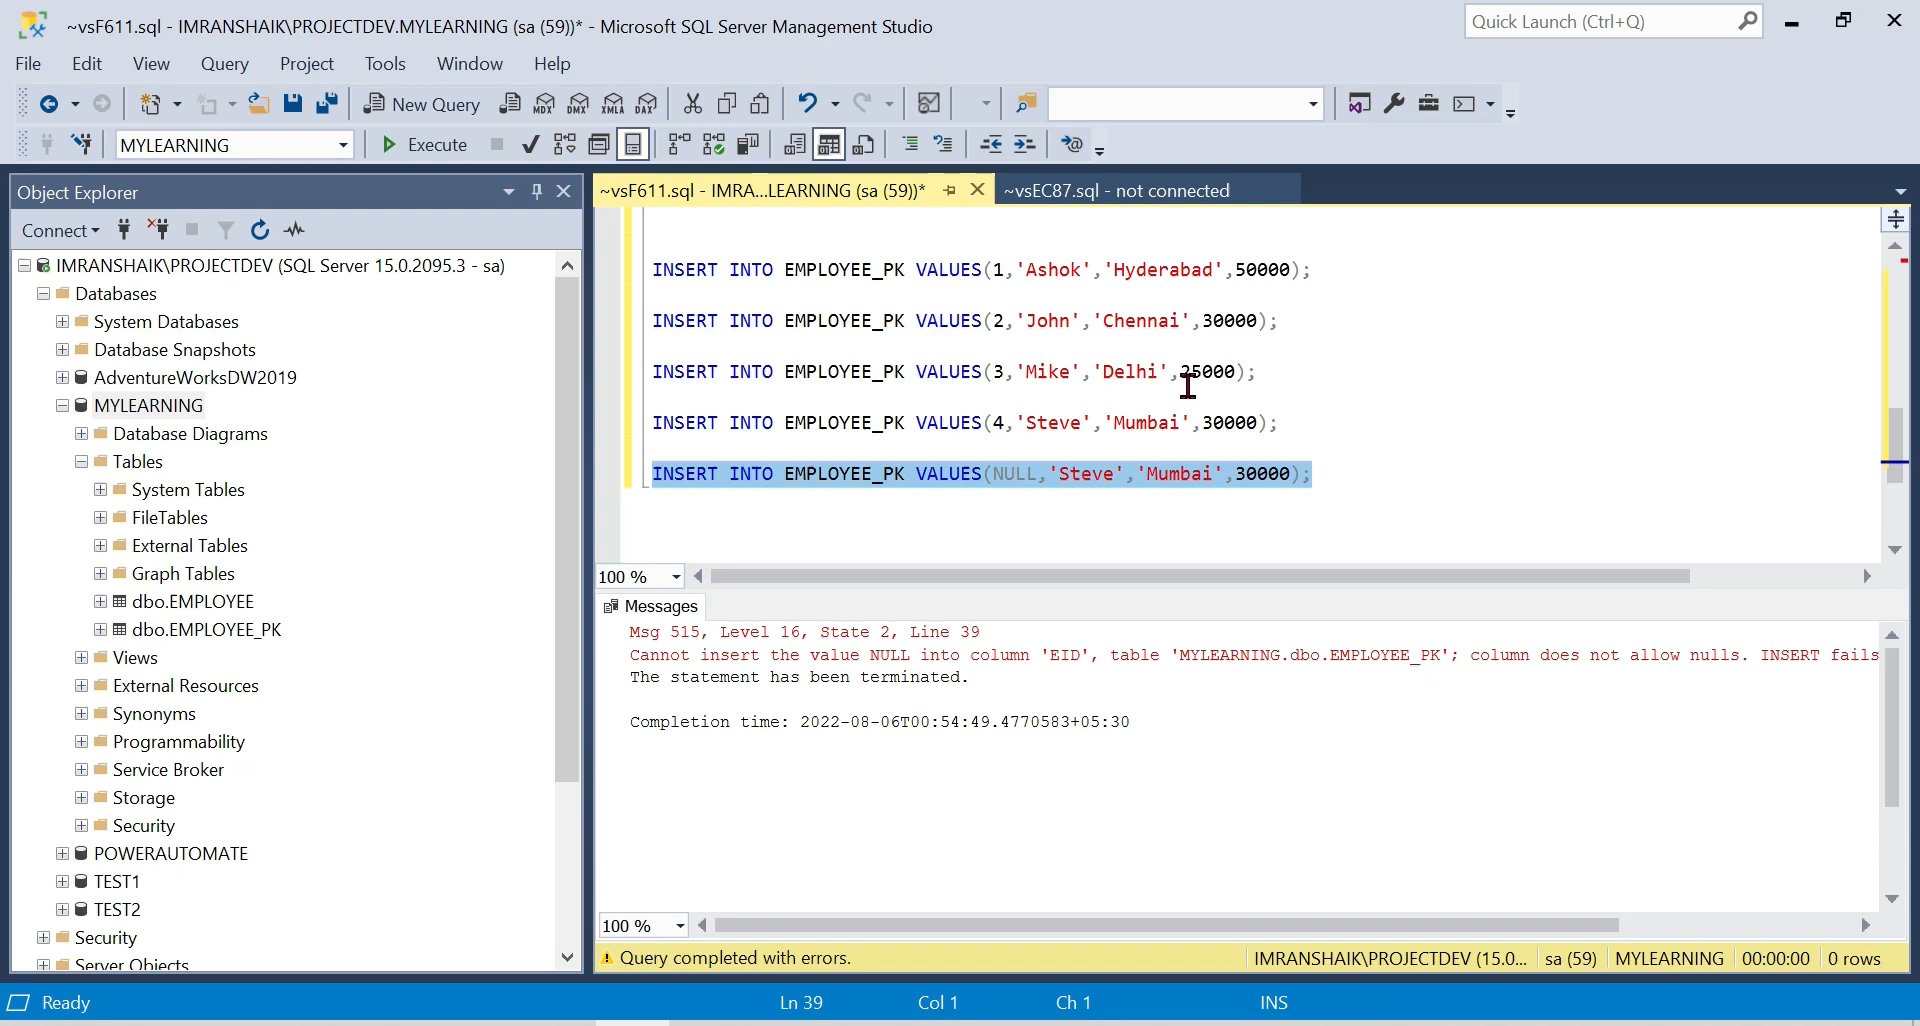 ~vsF611.sql - IMRANSHAIK\PROJECTDEV.MYLEARNING (sa (59))* - Microsoft SQL Server Management Studio
Quick Launch (Ctrl+Q)
File Edit View Query Project Tools Window Help
New Query MDX DMX XMLA DAX
MYLEARNING Execute
Object Explorer
~vsF611.sql - IMRA...LEARNING (sa (59))* ~vsEC87.sql - not connected
Connect
IMRANSHAIK\PROJECTDEV (SQL Server 15.0.2095.3 - sa)
Databases
System Databases
Database Snapshots
AdventureWorksDW2019
MYLEARNING
Database Diagrams
Tables
System Tables
FileTables
External Tables
Graph Tables
dbo.EMPLOYEE
dbo.EMPLOYEE_PK
Views
External Resources
Synonyms
Programmability
Service Broker
Storage
Security
POWERAUTOMATE
TEST1
TEST2
Security
Server Objects
INSERT INTO EMPLOYEE_PK VALUES(1,'Ashok','Hyderabad',50000);
INSERT INTO EMPLOYEE_PK VALUES(2,'John','Chennai',30000);
INSERT INTO EMPLOYEE_PK VALUES(3,'Mike','Delhi',25000);
INSERT INTO EMPLOYEE_PK VALUES(4,'Steve','Mumbai',30000);
INSERT INTO EMPLOYEE_PK VALUES(NULL,'Steve','Mumbai',30000);
100 %
Messages
Msg 515, Level 16, State 2, Line 39
Cannot insert the value NULL into column 'EID', table 'MYLEARNING.dbo.EMPLOYEE_PK'; column does not allow nulls. INSERT fails
The statement has been terminated.
Completion time: 2022-08-06T00:54:49.4770583+05:30
100 %
Query completed with errors. IMRANSHAIK\PROJECTDEV (15.0... sa (59) MYLEARNING 00:00:00 0 rows
Ready Ln 39 Col 1 Ch 1 INS